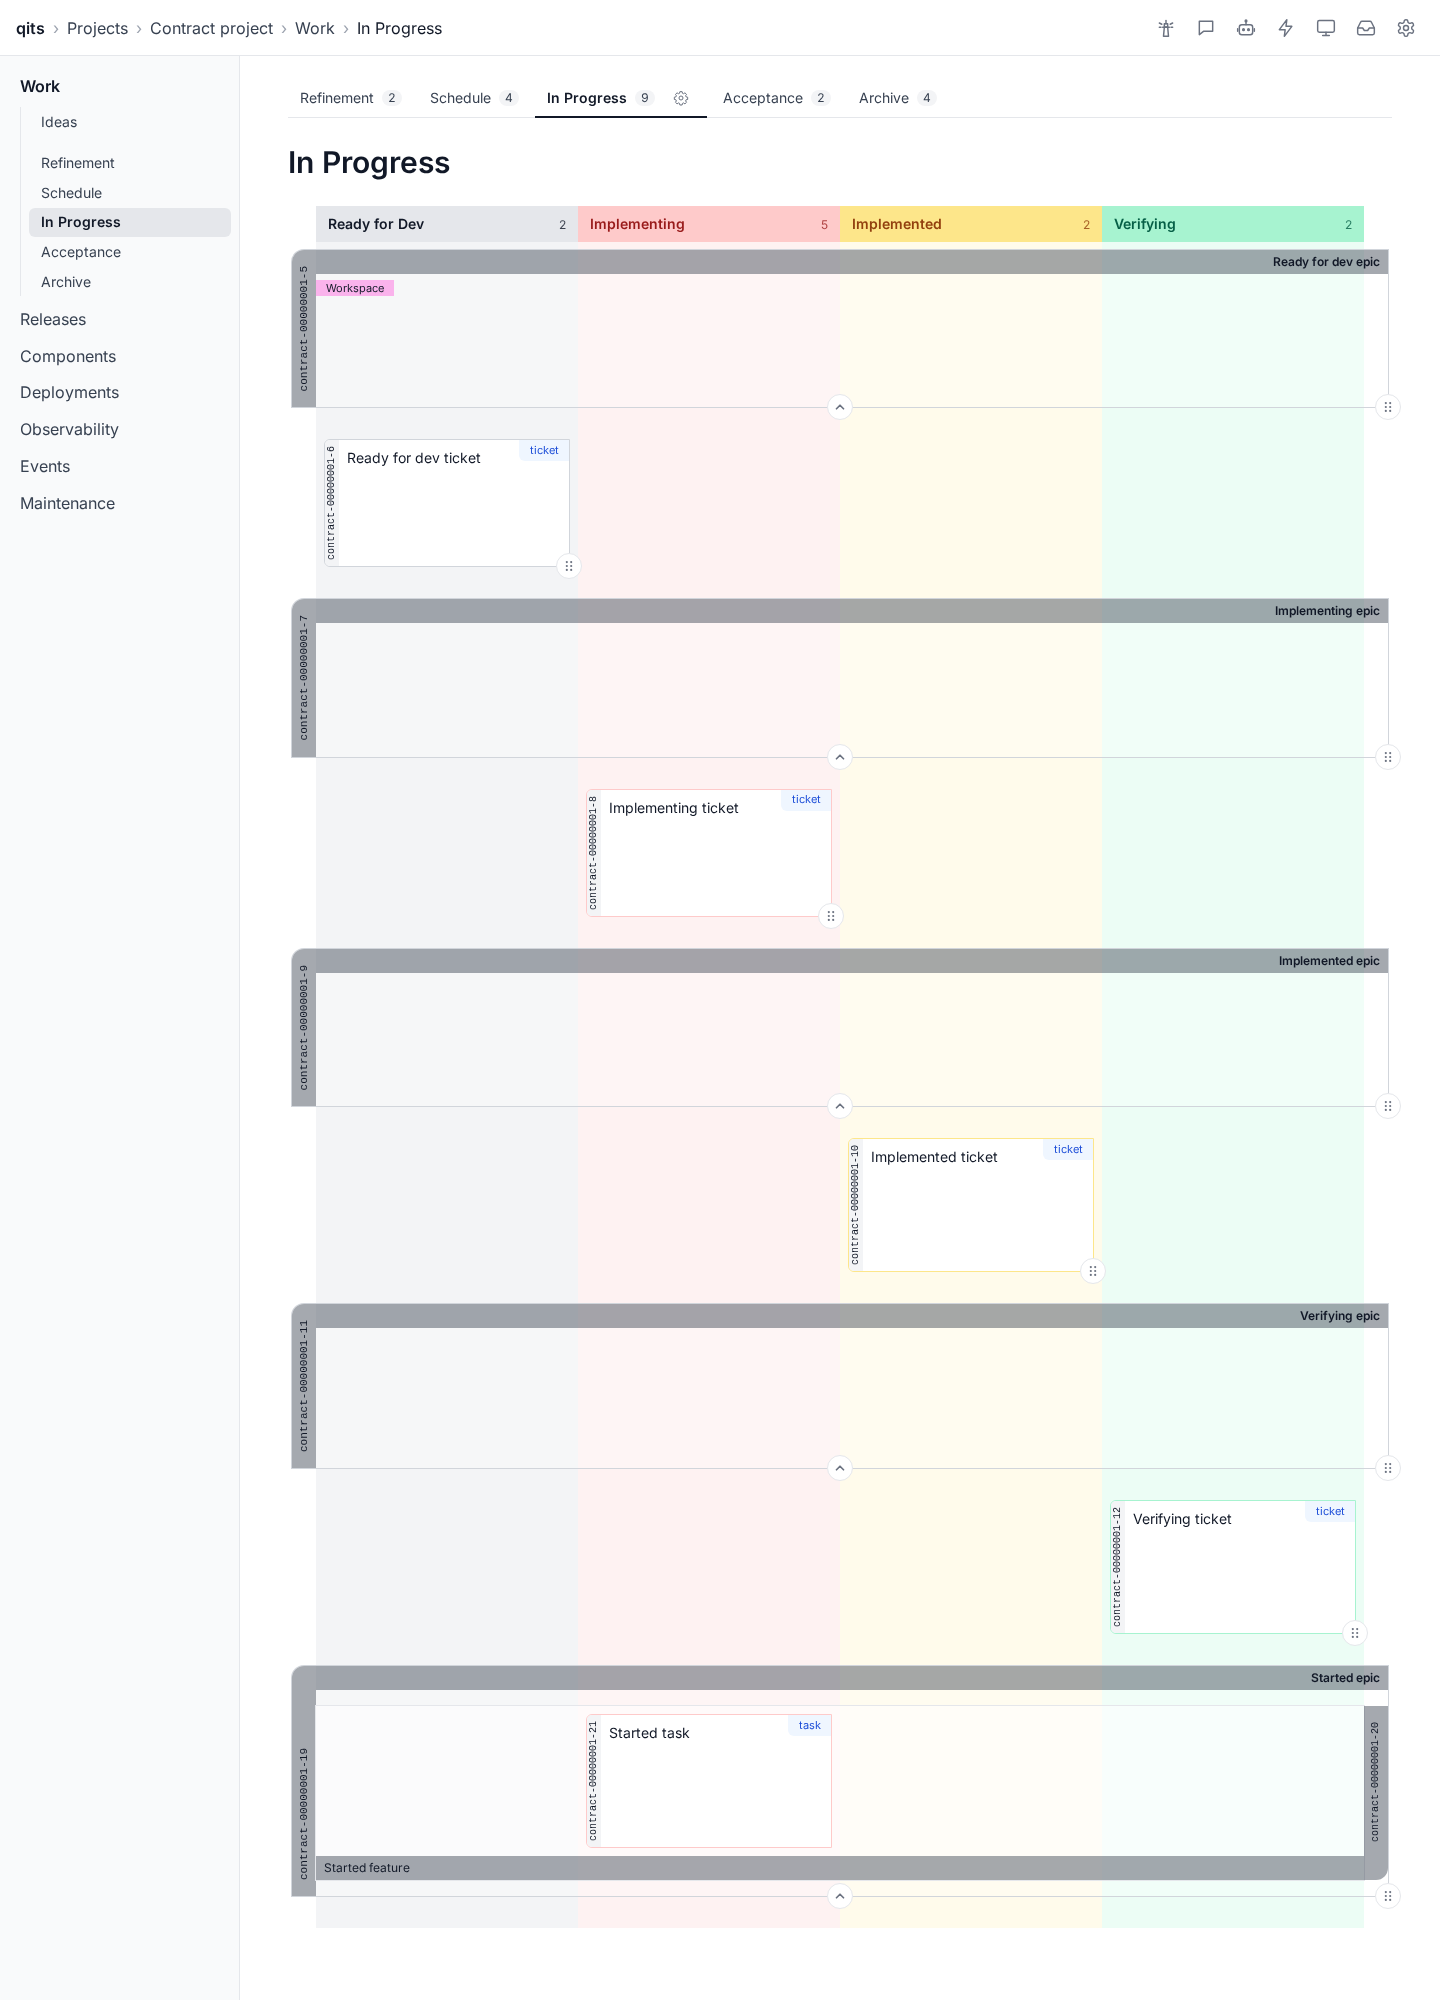 qits › Projects › Contract project › Work › In Progress
Work
Ideas
Refinement
Schedule
In Progress
Acceptance
Archive
Releases
Components
Deployments
Observability
Events
Maintenance
Refinement 2
Schedule 4
In Progress 9
Acceptance 2
Archive 4
In Progress
Ready for Dev 2
Implementing 5
Implemented 2
Verifying 2
contract-00000001-5
Ready for dev epic
Workspace
contract-00000001-6
Ready for dev ticket
ticket
contract-00000001-7
Implementing epic
contract-00000001-8
Implementing ticket
ticket
contract-00000001-9
Implemented epic
contract-00000001-10
Implemented ticket
ticket
contract-00000001-11
Verifying epic
contract-00000001-12
Verifying ticket
ticket
contract-00000001-19
Started epic
contract-00000001-21
Started task
task
contract-00000001-20
Started feature